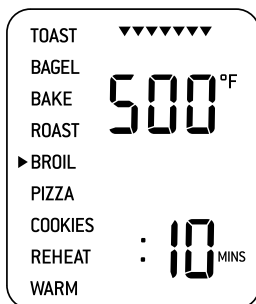 TOAST ▼▼▼▼▼▼▼
BAGEL
BAKE
500°F
ROAST
▶BROIL
PIZZA
COOKIES
REHEAT
:10 MINS
WARM